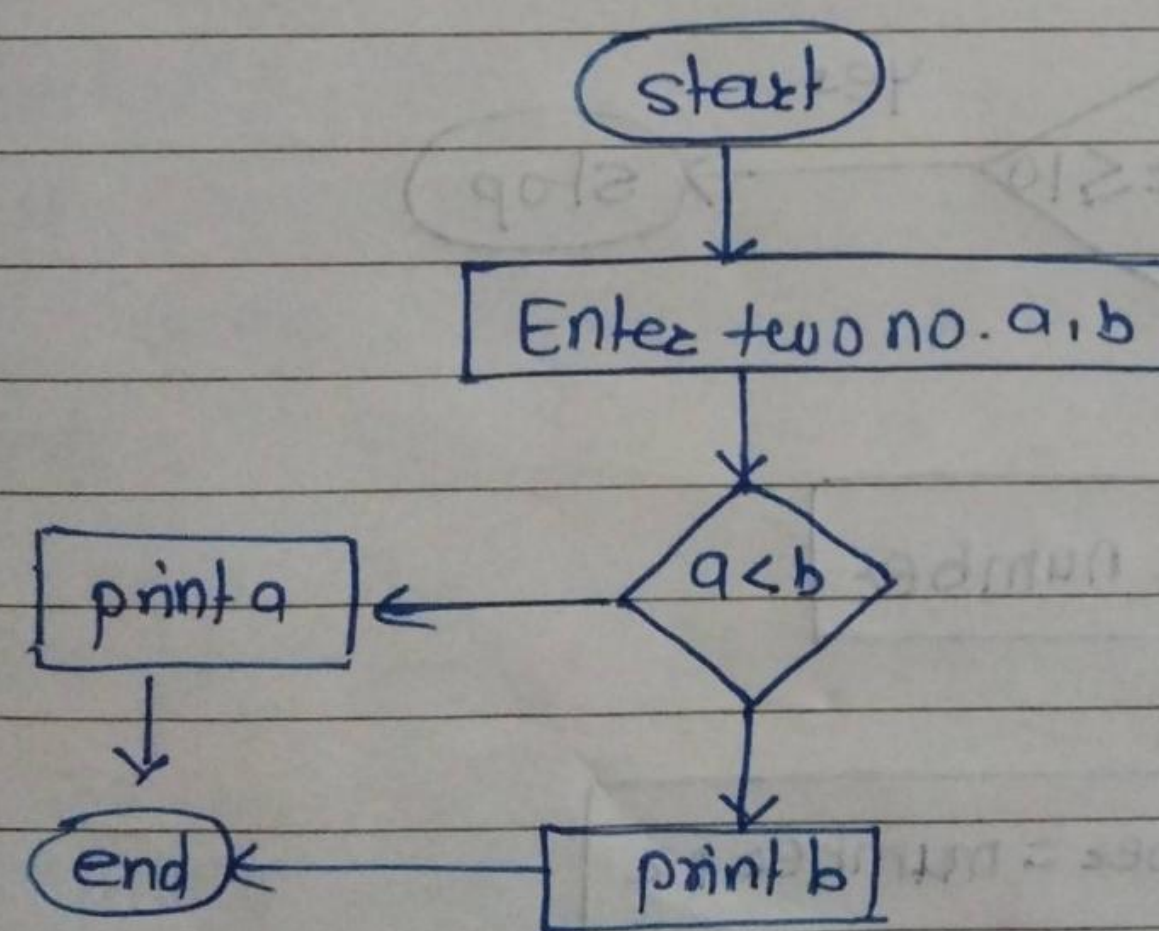 start
Enter two no. a, b
a<b
print a
print b
end